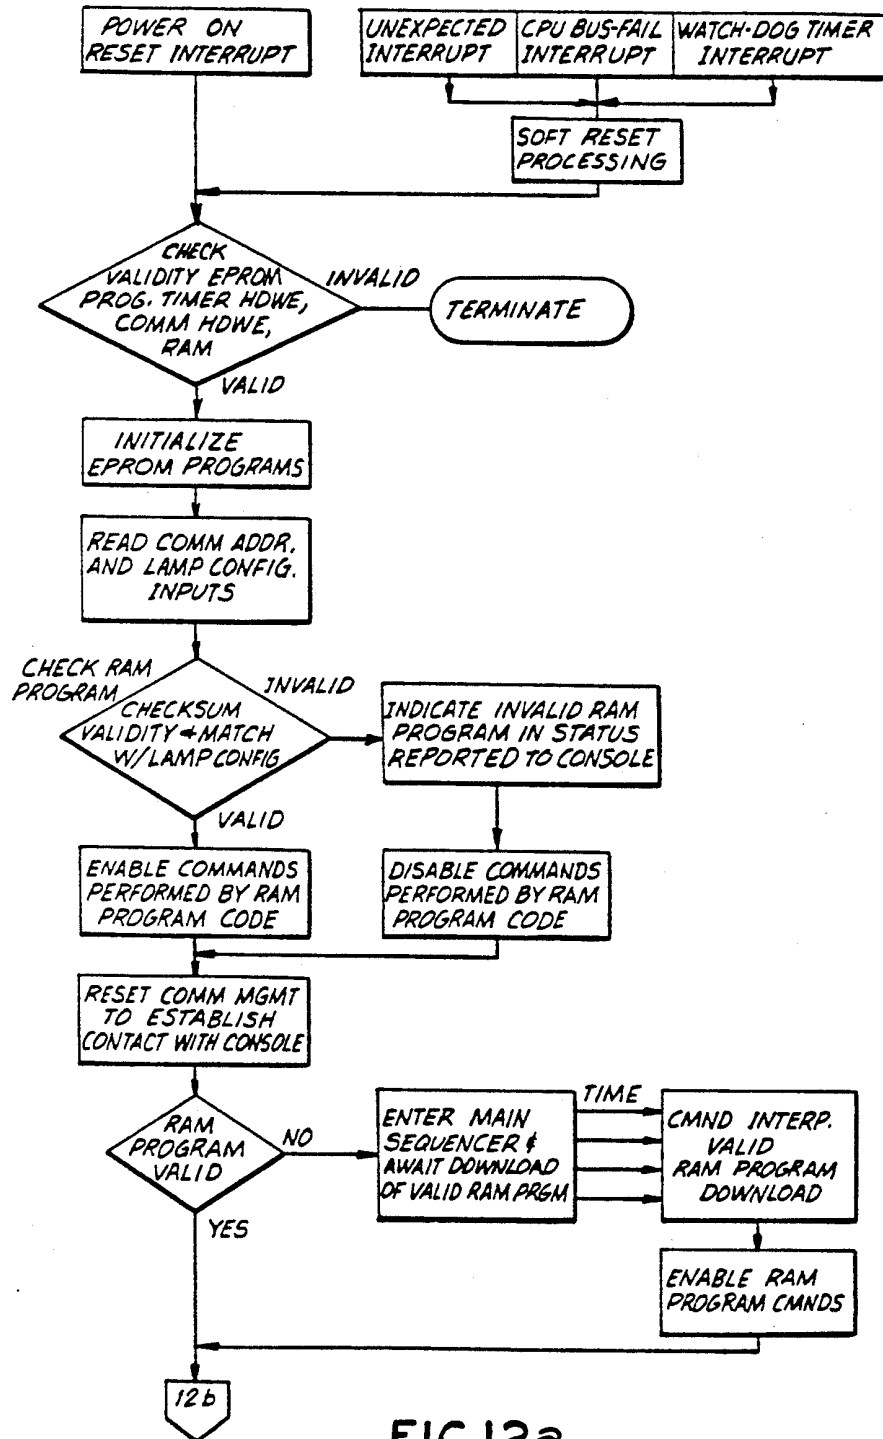 POWER ON
RESET INTERRUPT
UNEXPECTED
INTERRUPT
CPU BUS-FAIL
INTERRUPT
WATCH-DOG TIMER
INTERRUPT
SOFT RESET
PROCESSING
CHECK
VALIDITY EPROM
PROG. TIMER HDWE,
COMM HDWE,
RAM
INVALID
TERMINATE
VALID
INITIALIZE
EPROM PROGRAMS
READ COMM ADDR.
AND LAMP CONFIG.
INPUTS
CHECK RAM
PROGRAM
INVALID
CHECKSUM
VALIDITY & MATCH
W/LAMP CONFIG
INDICATE INVALID RAM
PROGRAM IN STATUS
REPORTED TO CONSOLE
VALID
ENABLE COMMANDS
PERFORMED BY RAM
PROGRAM CODE
DISABLE COMMANDS
PERFORMED BY RAM
PROGRAM CODE
RESET COMM MGMT
TO ESTABLISH
CONTACT WITH CONSOLE
RAM
PROGRAM
VALID
NO
ENTER MAIN
SEQUENCER &
AWAIT DOWNLOAD
OF VALID RAM PRGM
TIME
CMND INTERP.
VALID
RAM PROGRAM
DOWNLOAD
YES
ENABLE RAM
PROGRAM CMNDS
12b
FIG.12a